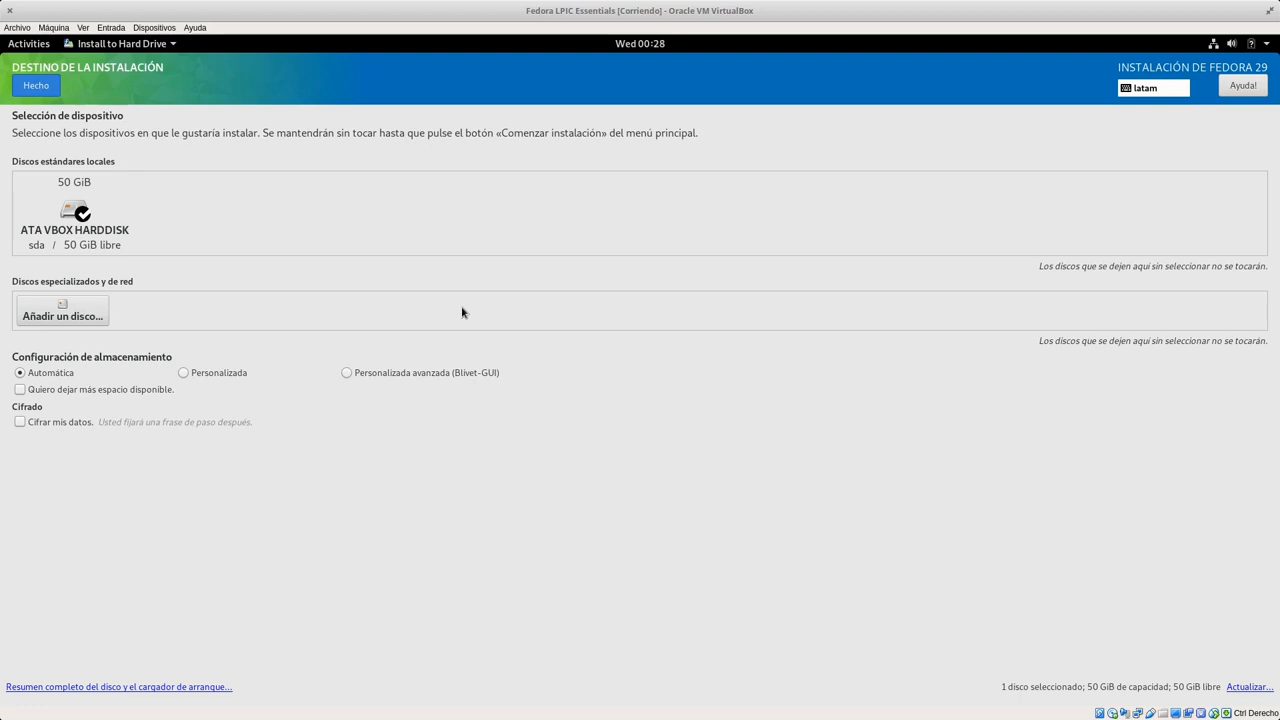 Fedora LPIC Essentials [Corriendo] - Oracle VM VirtualBox
Archivo Máquina Ver Entrada Dispositivos Ayuda
Activities Install to Hard Drive Wed 00:28
DESTINO DE LA INSTALACIÓN
INSTALACIÓN DE FEDORA 29
Hecho
latam
Ayuda!
Selección de dispositivo
Seleccione los dispositivos en que le gustaría instalar. Se mantendrán sin tocar hasta que pulse el botón «Comenzar instalación» del menú principal.
Discos estándares locales
50 GiB
ATA VBOX HARDDISK
sda / 50 GiB libre
Los discos que se dejen aquí sin seleccionar no se tocarán.
Discos especializados y de red
Añadir un disco...
Los discos que se dejen aquí sin seleccionar no se tocarán.
Configuración de almacenamiento
Automática Personalizada Personalizada avanzada (Blivet-GUI)
Quiero dejar más espacio disponible.
Cifrado
Cifrar mis datos. Usted fijará una frase de paso después.
Resumen completo del disco y el cargador de arranque...
1 disco seleccionado; 50 GiB de capacidad; 50 GiB libre Actualizar...
Ctrl Derecho